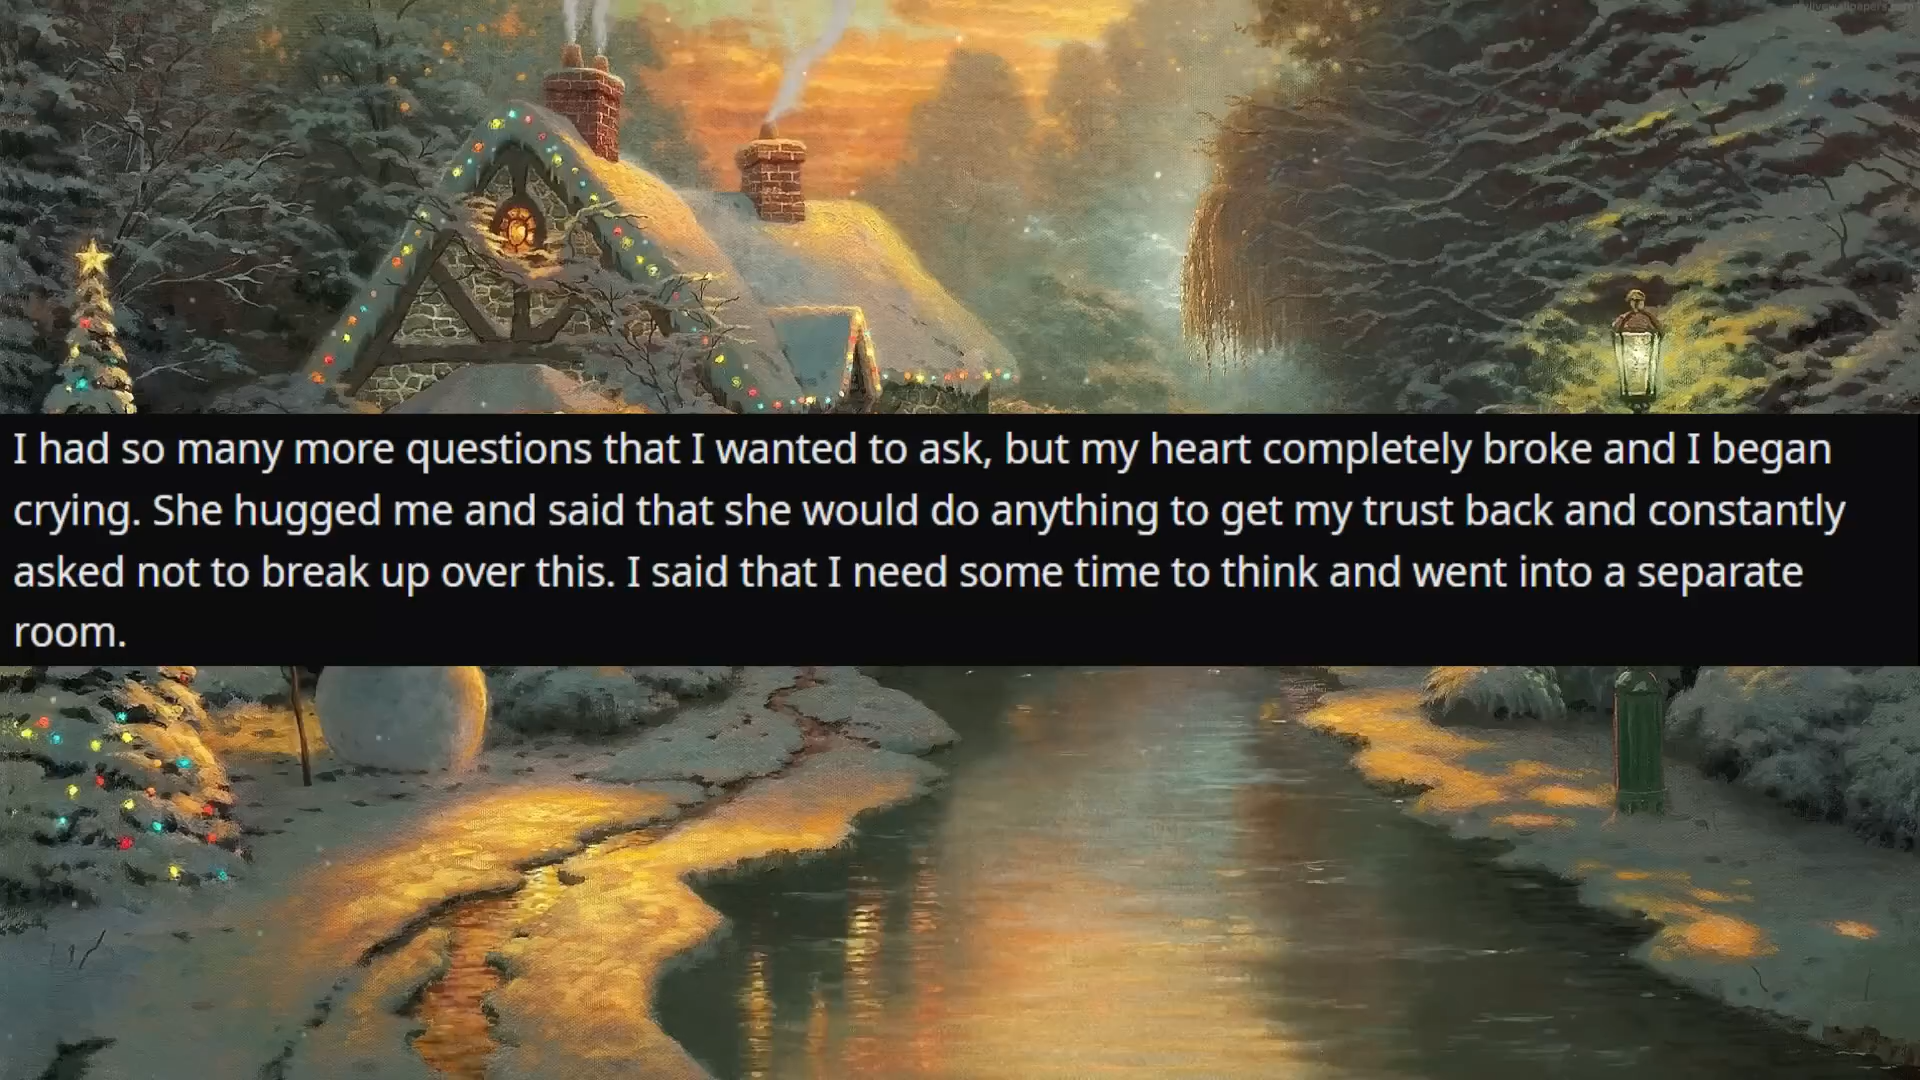 I had so many more questions that I wanted to ask, but my heart completely broke and I began
crying. She hugged me and said that she would do anything to get my trust back and constantly
asked not to break up over this. I said that I need some time to think and went into a separate
room.